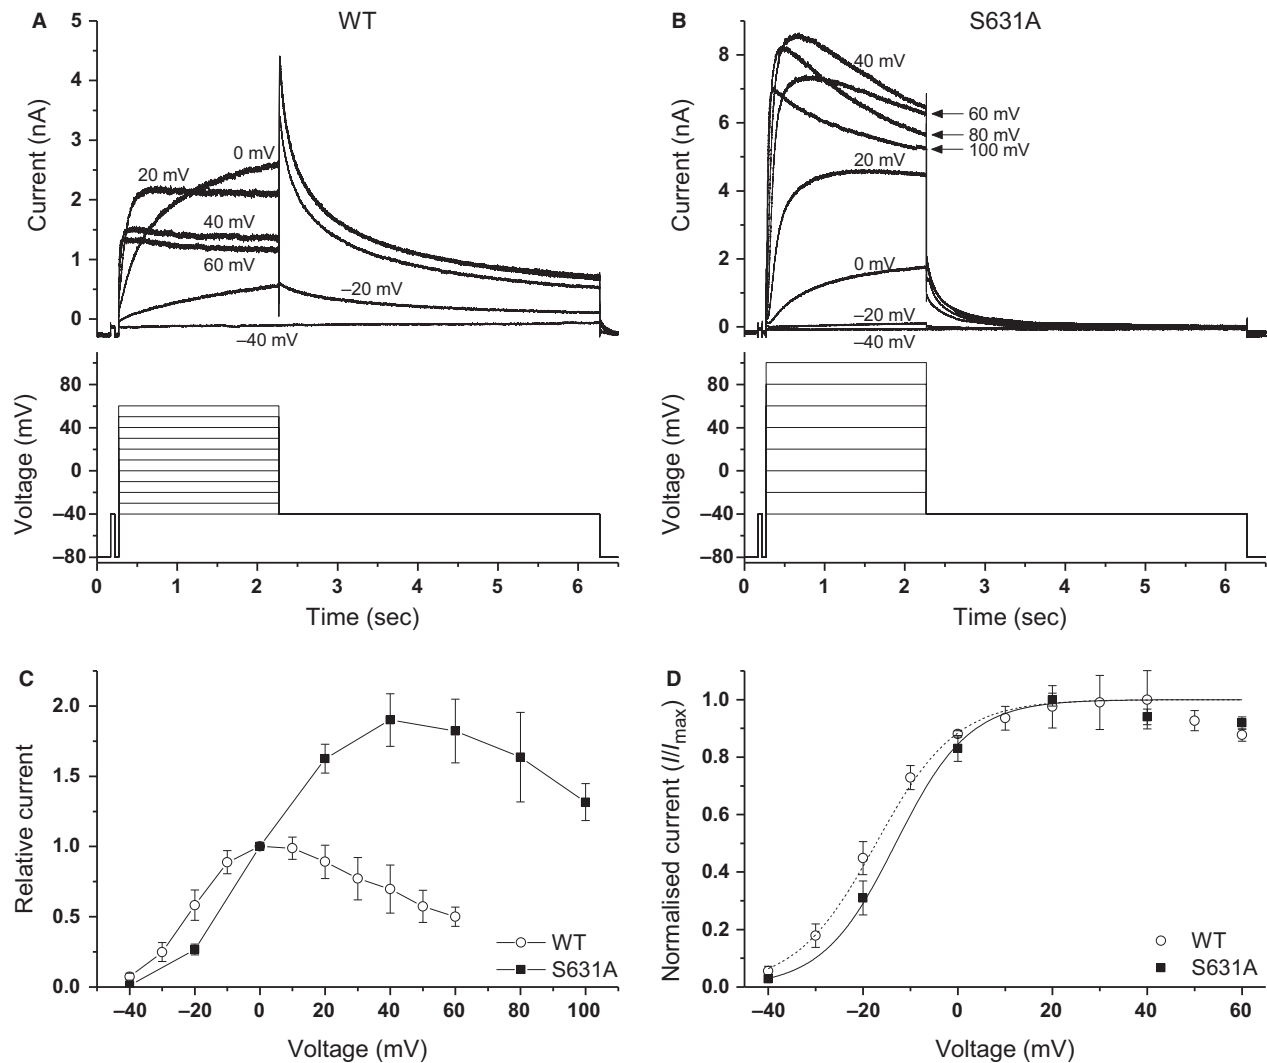 A
WT
5
4
3
2
1
0
Current (nA)
0 mV
20 mV
40 mV
60 mV
–20 mV
–40 mV
80
40
0
–40
–80
Voltage (mV)
0 1 2 3 4 5 6
Time (sec)
B
S631A
8
6
4
2
0
Current (nA)
40 mV
60 mV
80 mV
100 mV
20 mV
0 mV
–20 mV
–40 mV
80
40
0
–40
–80
Voltage (mV)
0 1 2 3 4 5 6
Time (sec)
C
2.0
1.5
1.0
0.5
0.0
Relative current
WT
S631A
–40 –20 0 20 40 60 80 100
Voltage (mV)
D
1.0
0.8
0.6
0.4
0.2
0.0
Normalised current (I/Imax)
WT
S631A
–40 –20 0 20 40 60
Voltage (mV)